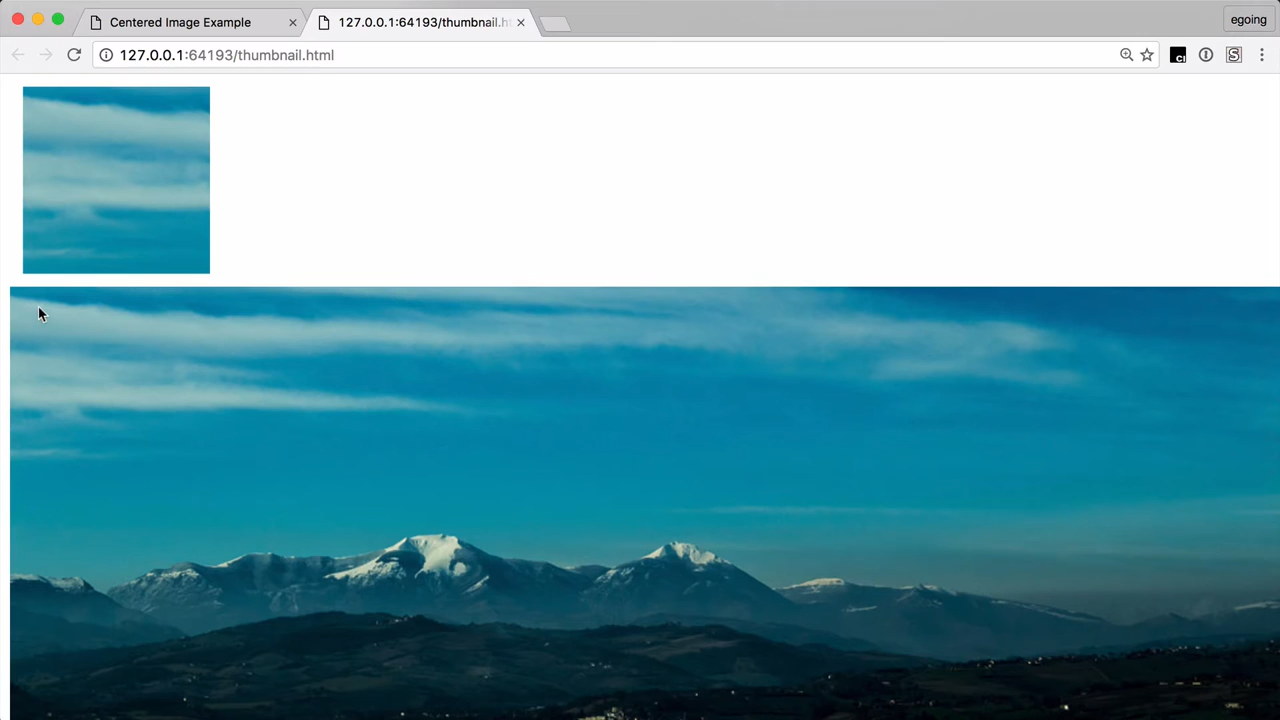 Centered Image Example
127.0.0.1:64193/thumbnail.ht
egoing
127.0.0.1:64193/thumbnail.html